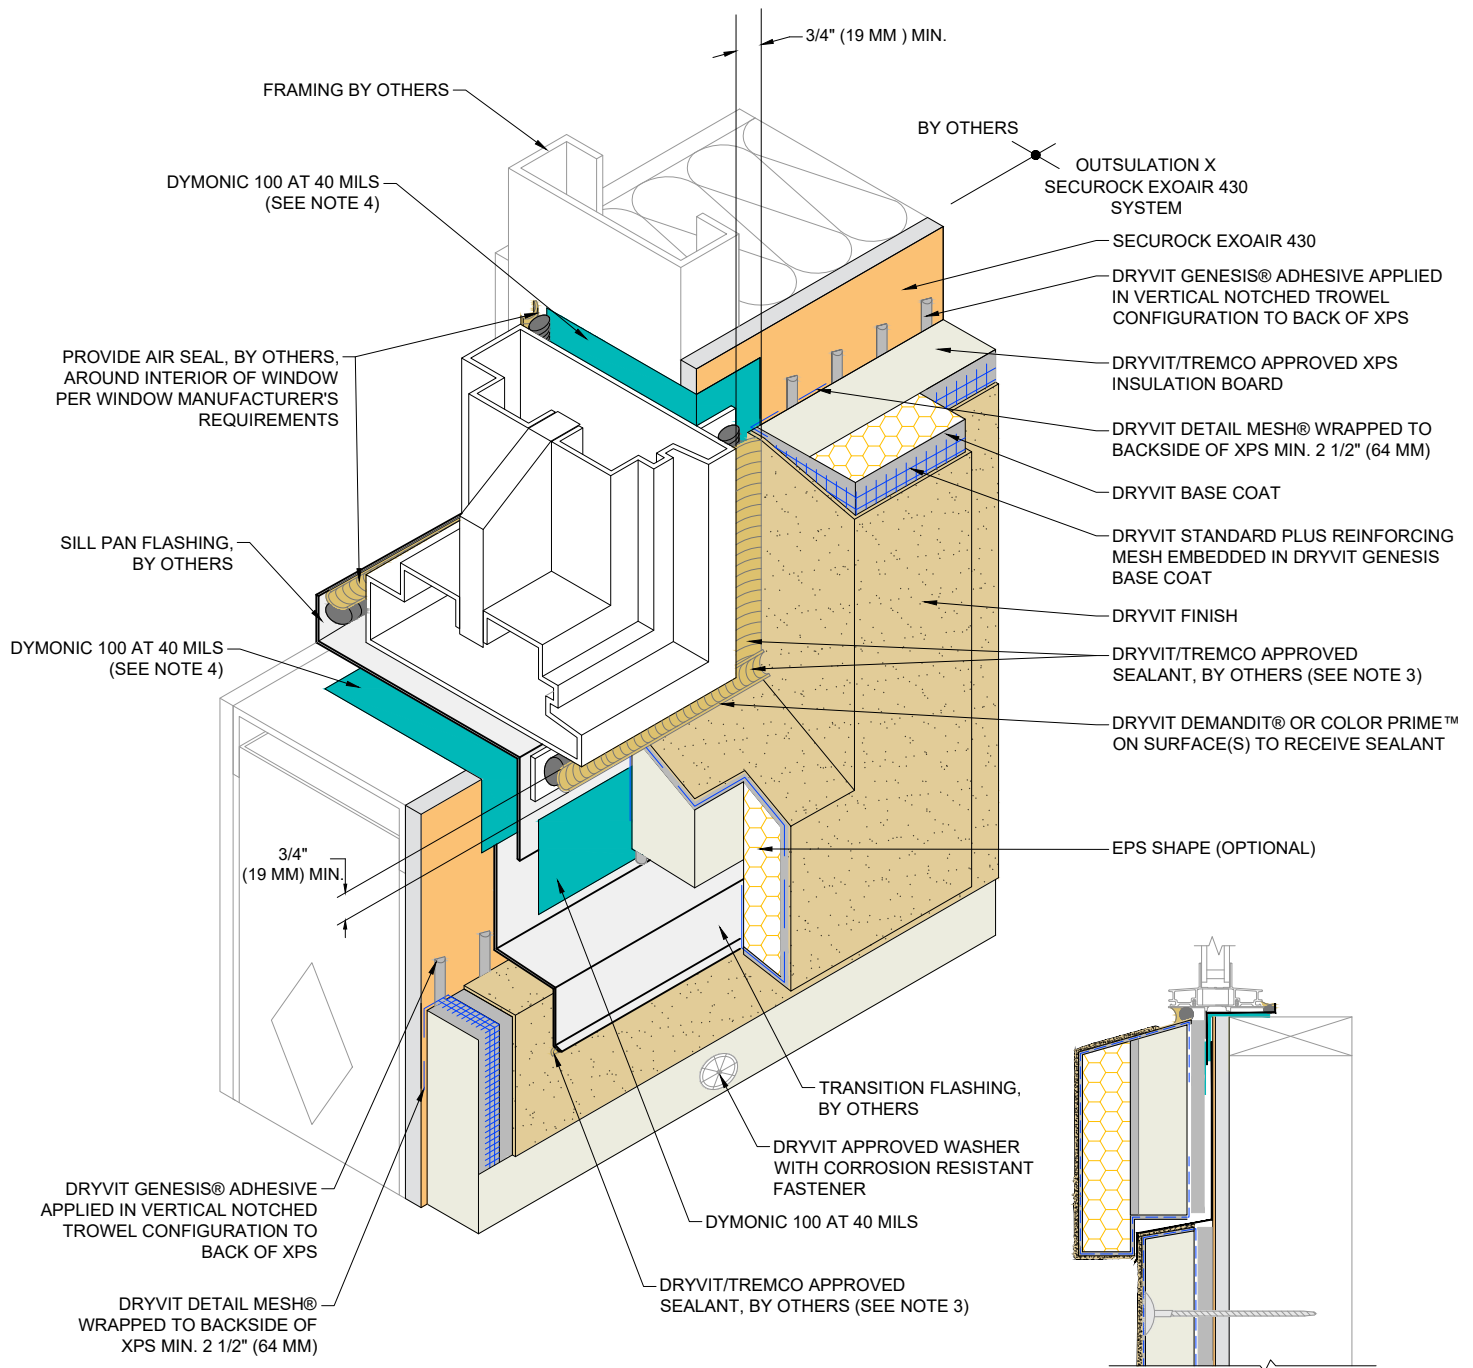 3/4" (19 MM ) MIN.
FRAMING BY OTHERS
BY OTHERS
OUTSULATION X
SECUROCK EXOAIR 430
SYSTEM
DYMONIC 100 AT 40 MILS
(SEE NOTE 4)
SECUROCK EXOAIR 430
DRYVIT GENESIS® ADHESIVE APPLIED
IN VERTICAL NOTCHED TROWEL
CONFIGURATION TO BACK OF XPS
PROVIDE AIR SEAL, BY OTHERS,
AROUND INTERIOR OF WINDOW
PER WINDOW MANUFACTURER'S
REQUIREMENTS
DRYVIT/TREMCO APPROVED XPS
INSULATION BOARD
DRYVIT DETAIL MESH® WRAPPED TO
BACKSIDE OF XPS MIN. 2 1/2" (64 MM)
DRYVIT BASE COAT
SILL PAN FLASHING,
BY OTHERS
DRYVIT STANDARD PLUS REINFORCING
MESH EMBEDDED IN DRYVIT GENESIS
BASE COAT
DRYVIT FINISH
DYMONIC 100 AT 40 MILS
(SEE NOTE 4)
DRYVIT/TREMCO APPROVED
SEALANT, BY OTHERS (SEE NOTE 3)
DRYVIT DEMANDIT® OR COLOR PRIME™
ON SURFACE(S) TO RECEIVE SEALANT
3/4"
(19 MM) MIN.
EPS SHAPE (OPTIONAL)
TRANSITION FLASHING,
BY OTHERS
DRYVIT APPROVED WASHER
WITH CORROSION RESISTANT
FASTENER
DRYVIT GENESIS® ADHESIVE
APPLIED IN VERTICAL NOTCHED
TROWEL CONFIGURATION TO
BACK OF XPS
DYMONIC 100 AT 40 MILS
DRYVIT/TREMCO APPROVED
SEALANT, BY OTHERS (SEE NOTE 3)
DRYVIT DETAIL MESH®
WRAPPED TO BACKSIDE OF
XPS MIN. 2 1/2" (64 MM)